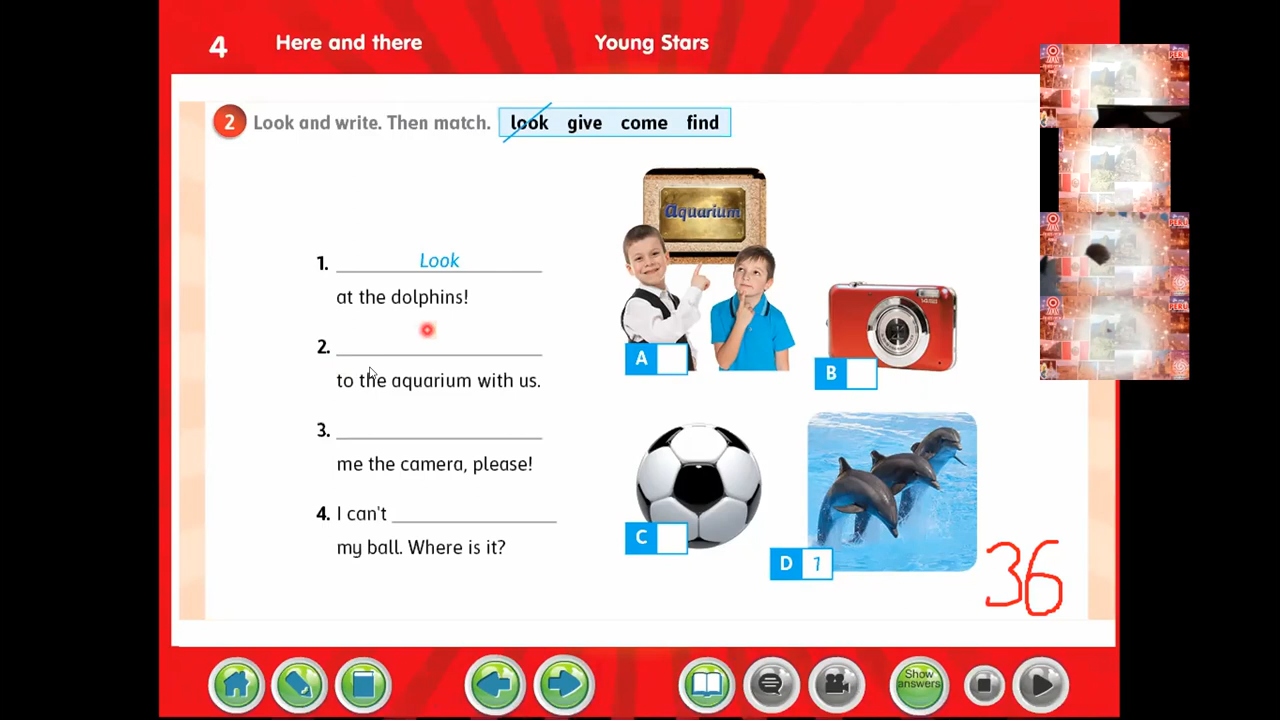 4 Here and there Young Stars
2 Look and write. Then match. look give come find
aquarium
1. Look
at the dolphins!
2.
to the aquarium with us.
3.
me the camera, please!
4. I can't
my ball. Where is it?
A
B
C
D 1
36
Show
answers
PERU